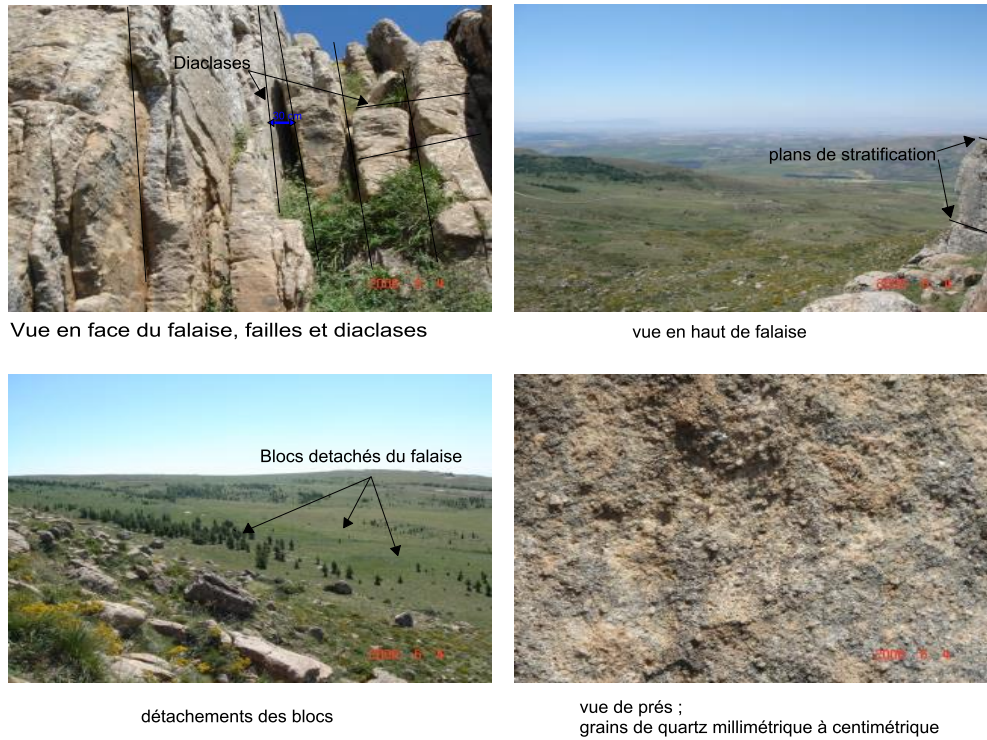 Diaclases
plans de stratification
Vue en face du falaise, failles et diaclases
vue en haut de falaise
Blocs detachés du falaise
détachements des blocs
vue de prés ;
grains de quartz millimétrique à centimétrique